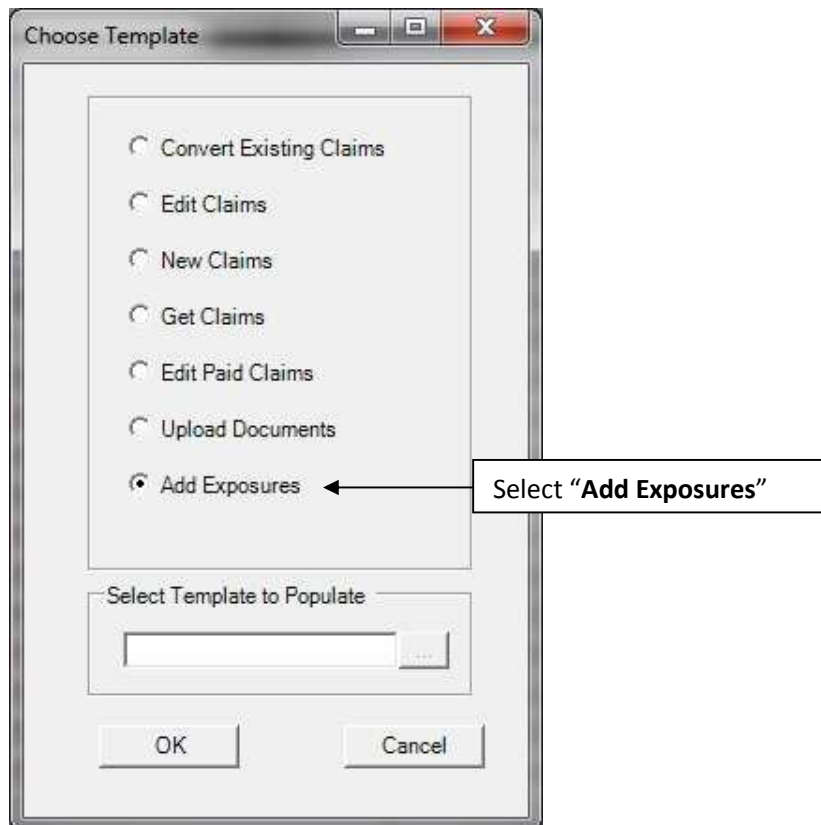 Choose Template
Convert Existing Claims
Edit Claims
New Claims
Get Claims
Edit Paid Claims
Upload Documents
Add Exposures
Select “Add Exposures”
Select Template to Populate
...
OK
Cancel